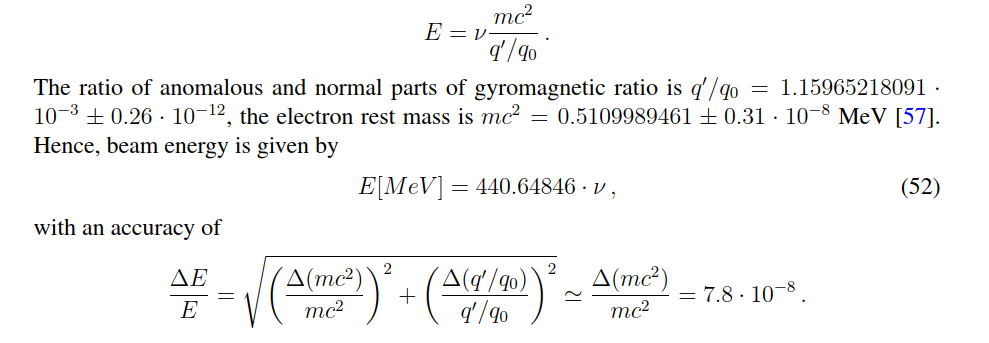 E = ν mc²/(q′/q₀) .
The ratio of anomalous and normal parts of gyromagnetic ratio is q′/q₀ = 1.15965218091 ·
10⁻³ ± 0.26 · 10⁻¹², the electron rest mass is mc² = 0.5109989461 ± 0.31 · 10⁻⁸ MeV [57].
Hence, beam energy is given by
E[MeV] = 440.64846 · ν , (52)
with an accuracy of
ΔE/E = √((Δ(mc²)/mc²)² + (Δ(q′/q₀)/(q′/q₀))²) ≃ Δ(mc²)/mc² = 7.8 · 10⁻⁸ .